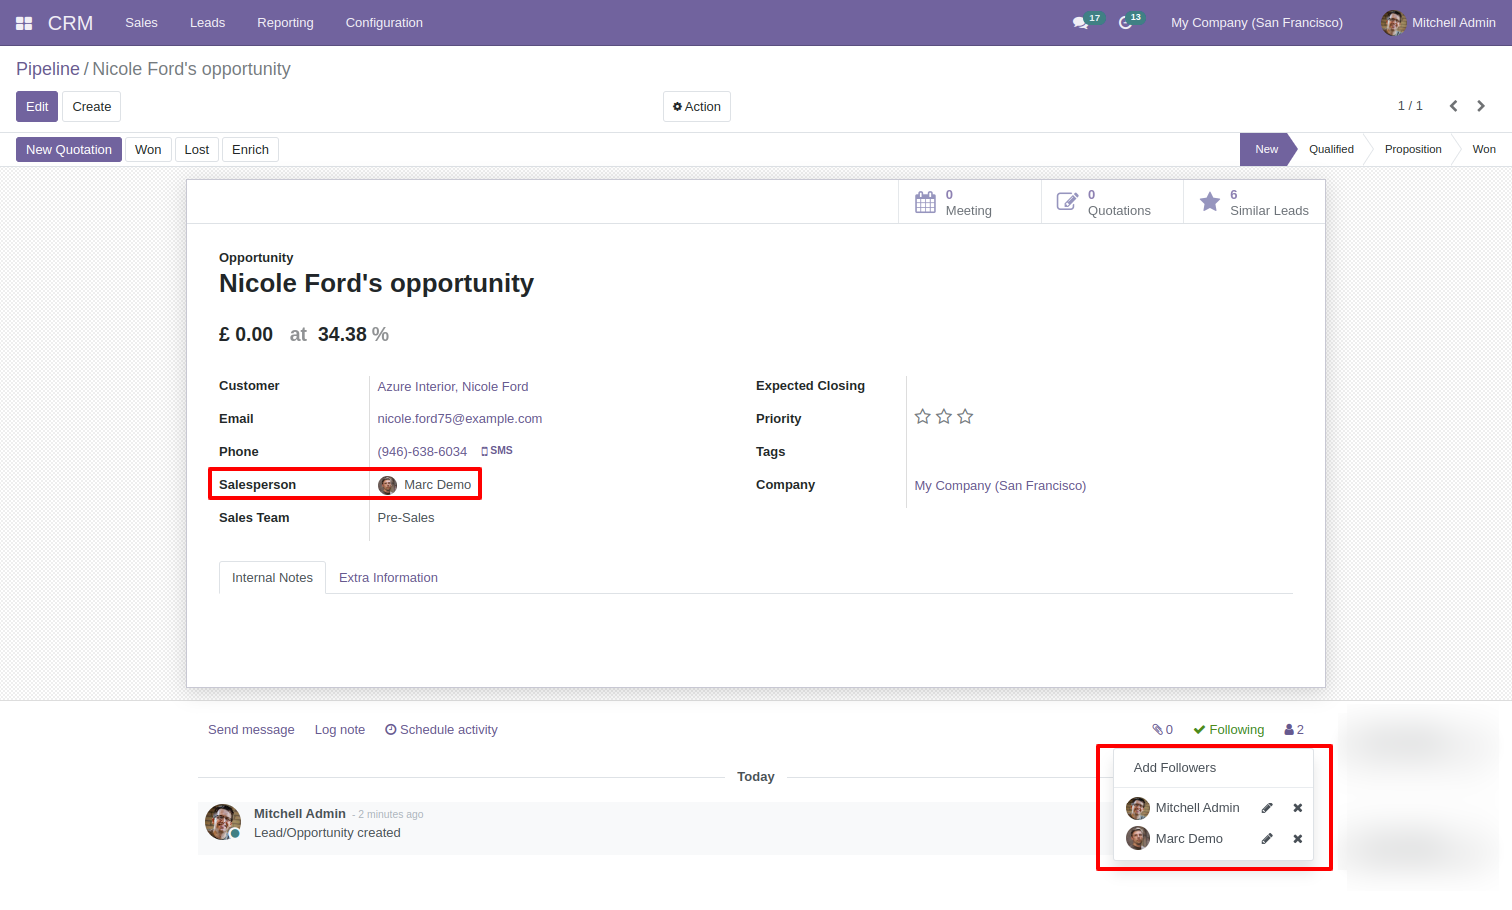 CRM Sales Leads Reporting Configuration 17 13 My Company (San Francisco) Mitchell Admin
Pipeline / Nicole Ford's opportunity
Edit Create Action 1 / 1
New Quotation Won Lost Enrich New Qualified Proposition Won
0 0 6
Meeting Quotations Similar Leads
Opportunity
Nicole Ford's opportunity
£ 0.00 at 34.38 %
Customer Azure Interior, Nicole Ford Expected Closing
Email nicole.ford75@example.com Priority
Phone (946)-638-6034 SMS Tags
Salesperson Marc Demo Company My Company (San Francisco)
Sales Team Pre-Sales
Internal Notes Extra Information
Send message Log note Schedule activity 0 Following 2
Add Followers
Today
Mitchell Admin - 2 minutes ago Mitchell Admin
Lead/Opportunity created Marc Demo